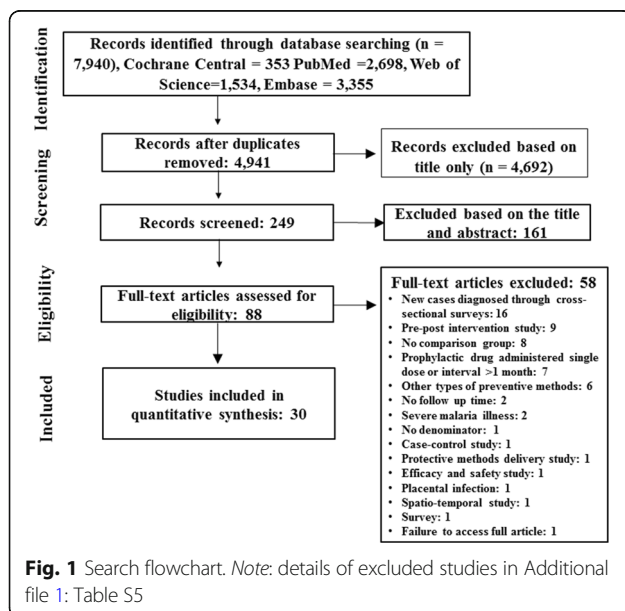 Identification
Records identified through database searching (n =
7,940), Cochrane Central = 353 PubMed =2,698, Web of
Science=1,534, Embase = 3,355
Screening
Records after duplicates
removed: 4,941
Records excluded based on
title only (n = 4,692)
Records screened: 249
Excluded based on the title
and abstract: 161
Eligibility
Full-text articles assessed for
eligibility: 88
Full-text articles excluded: 58
• New cases diagnosed through cross-
sectional surveys: 16
• Pre-post intervention study: 9
• No comparison group: 8
• Prophylactic drug administered single
dose or interval >1 month: 7
• Other types of preventive methods: 6
• No follow up time: 2
• Severe malaria illness: 2
• No denominator: 1
• Case-control study: 1
• Protective methods delivery study: 1
• Efficacy and safety study: 1
• Placental infection: 1
• Spatio-temporal study: 1
• Survey: 1
• Failure to access full article: 1
Included
Studies included in
quantitative synthesis: 30
Fig. 1 Search flowchart. Note: details of excluded studies in Additional
file 1: Table S5